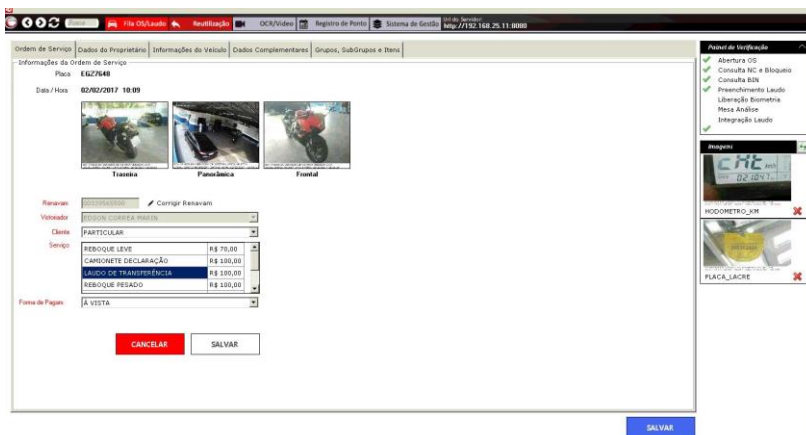 Fila OS/Laudo Reutilização OCR/Video Registro de Ponto Sistema de Gestão Url do Servidor:
http://192.168.25.11:8080
Ordem de Serviço Dados do Proprietário Informações do Veículo Dados Complementares Grupos, SubGrupos e Itens
Informações da Ordem de Serviço
Placa EGZ7648
Data / Hora 02/02/2017 10:09
Traseira Panorâmica Frontal
Renavam Corrigir Renavam
Vistoriador EDSON CORREA MARIN
Cliente PARTICULAR
Serviço
REBOQUE LEVE R$ 70,00
CAMIONETE DECLARAÇÃO R$ 100,00
LAUDO DE TRANSFERÊNCIA R$ 100,00
REBOQUE PESADO R$ 100,00
Forma de Pagam À VISTA
CANCELAR SALVAR
SALVAR
Painel de Verificação
Abertura OS
Consulta NC e Bloqueio
Consulta BIN
Preenchimento Laudo
Liberação Biometria
Mesa Análise
Integração Laudo
Imagens
HODOMETRO_KM
PLACA_LACRE